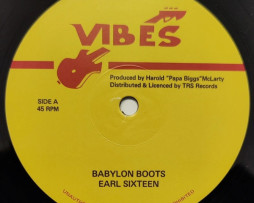 VIBES
Produced by Harold "Papa Biggs"McLarty
Distributed & Licenced by TRS Records
SIDE A
45 RPM
BABYLON BOOTS
EARL SIXTEEN